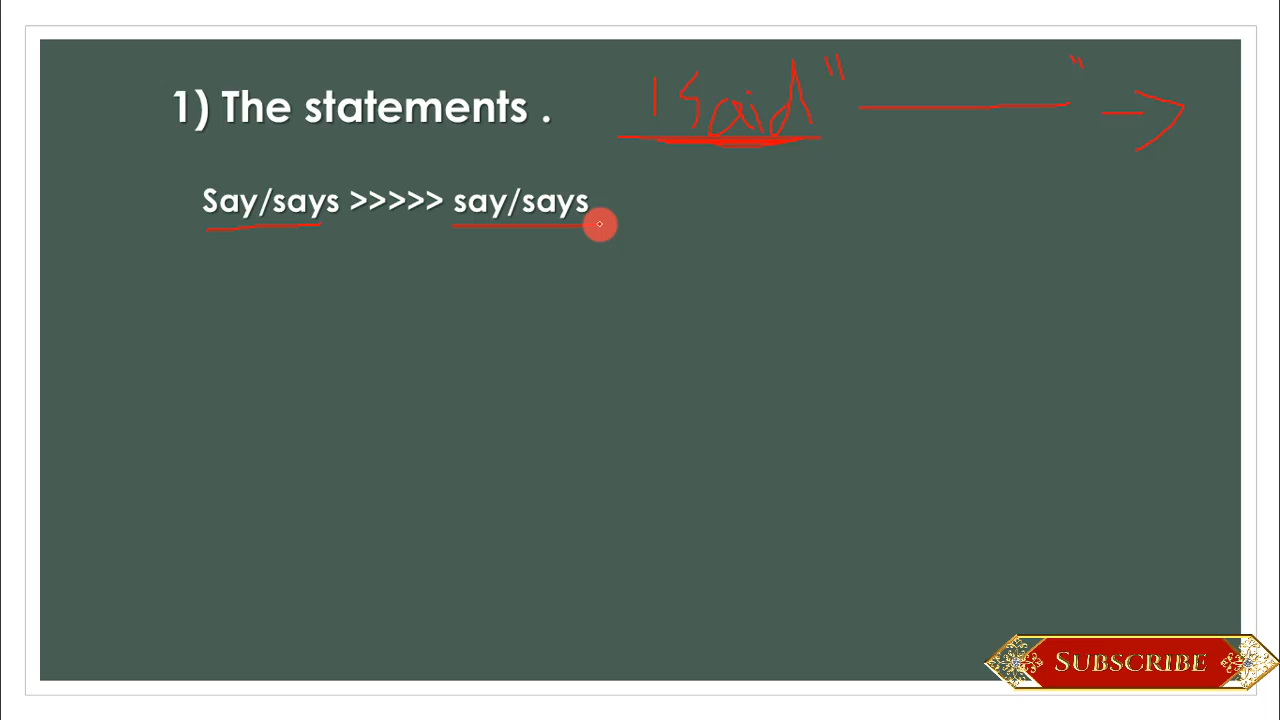 1) The statements . I said " "
Say/says >>>>> say/says
SUBSCRIBE